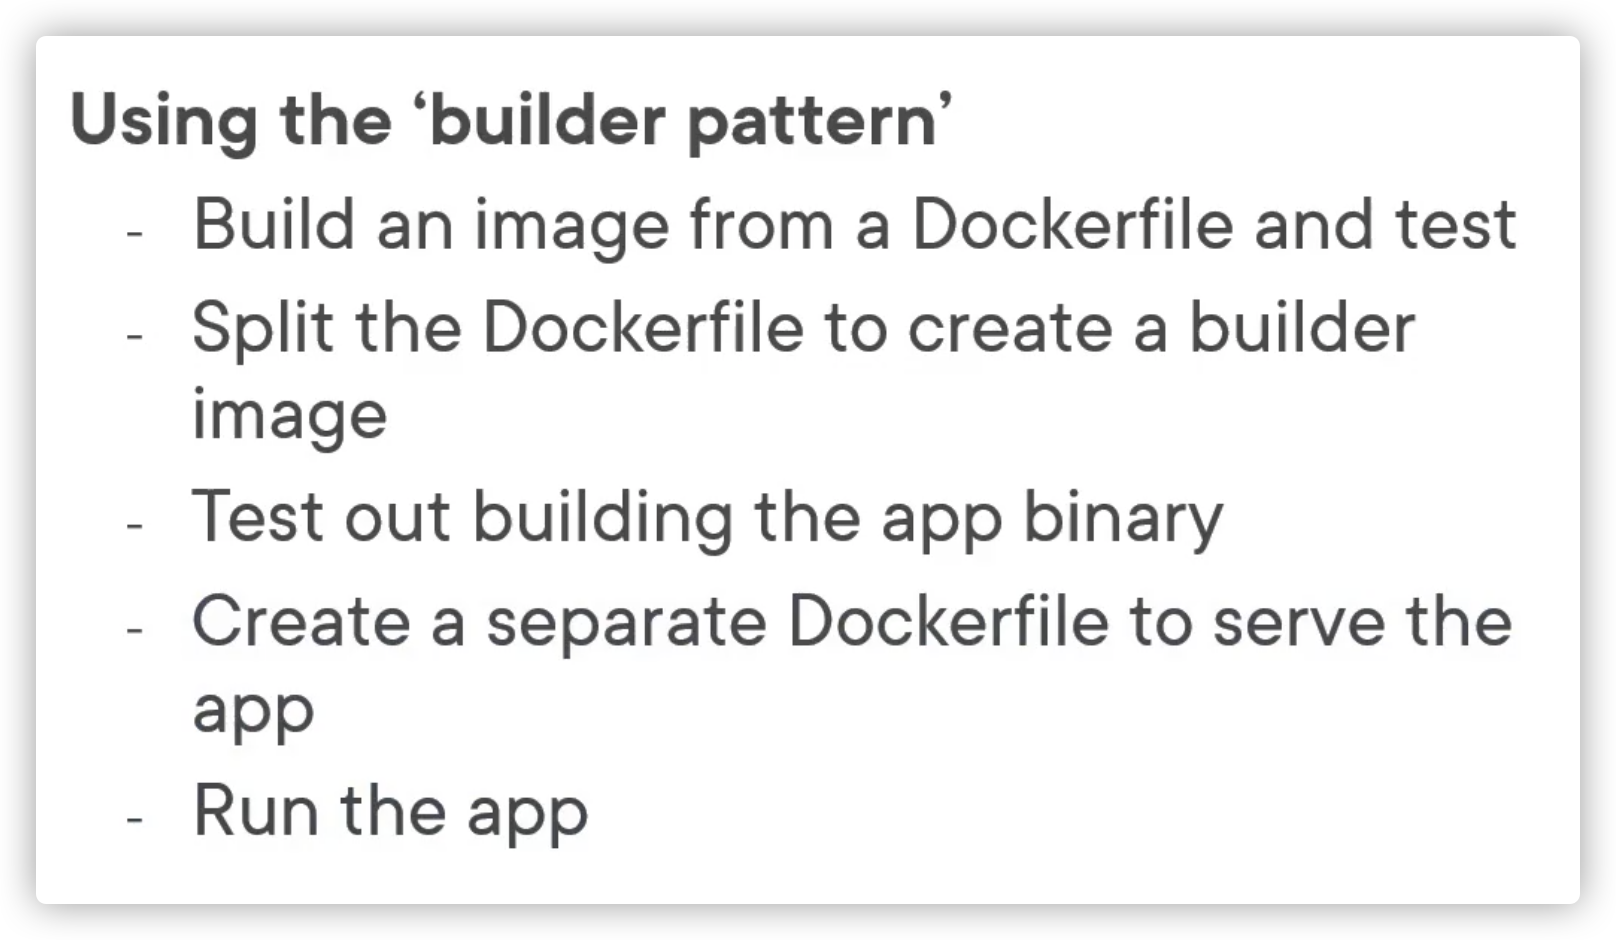 Using the ‘builder pattern’
- Build an image from a Dockerfile and test
- Split the Dockerfile to create a builder
image
- Test out building the app binary
- Create a separate Dockerfile to serve the
app
- Run the app